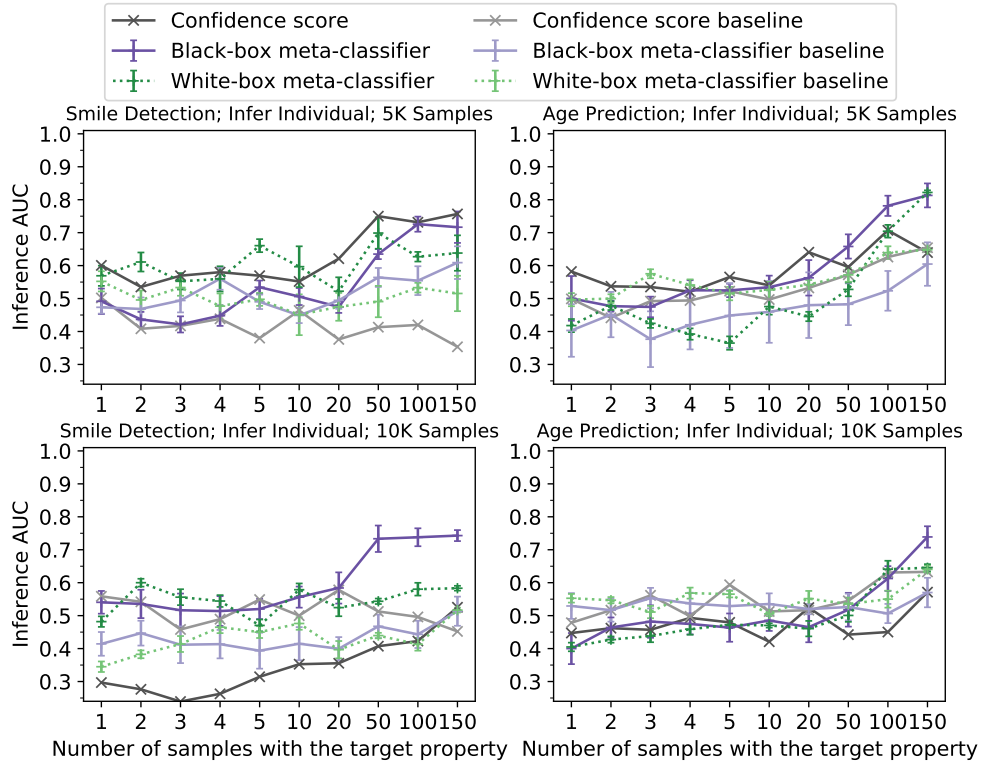 Confidence score
Confidence score baseline
Black-box meta-classifier
Black-box meta-classifier baseline
White-box meta-classifier
White-box meta-classifier baseline
Smile Detection; Infer Individual; 5K Samples
1.0
0.9
0.8
0.7
0.6
0.5
0.4
0.3
Inference AUC
1 2 3 4 5 10 20 50 100 150
Age Prediction; Infer Individual; 5K Samples
1.0
0.9
0.8
0.7
0.6
0.5
0.4
0.3
1 2 3 4 5 10 20 50 100 150
Smile Detection; Infer Individual; 10K Samples
1.0
0.9
0.8
0.7
0.6
0.5
0.4
0.3
Inference AUC
1 2 3 4 5 10 20 50 100 150
Number of samples with the target property
Age Prediction; Infer Individual; 10K Samples
1.0
0.9
0.8
0.7
0.6
0.5
0.4
0.3
1 2 3 4 5 10 20 50 100 150
Number of samples with the target property